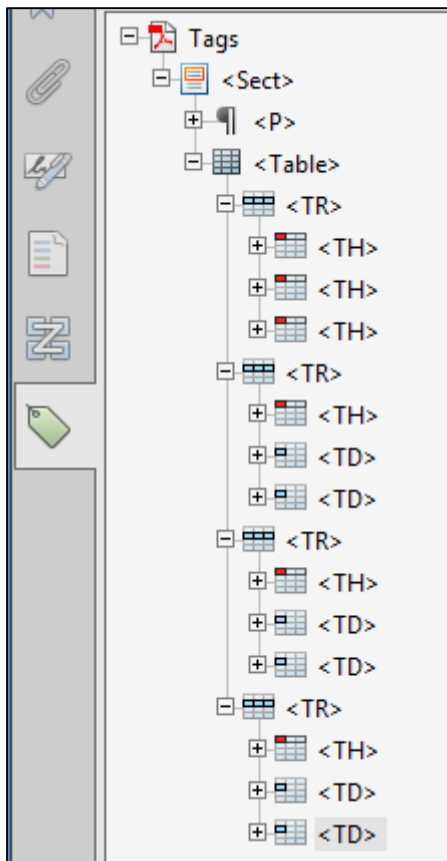 Tags
<Sect>
<P>
<Table>
<TR>
<TH>
<TH>
<TH>
<TR>
<TH>
<TD>
<TD>
<TR>
<TH>
<TD>
<TD>
<TR>
<TH>
<TD>
<TD>